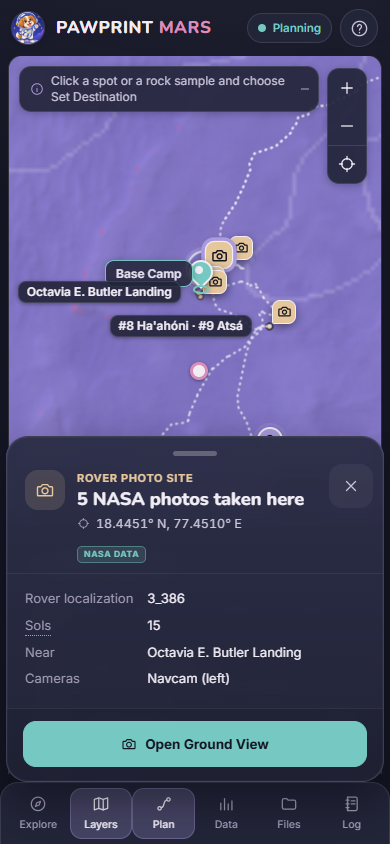 PAWPRINT MARS
Planning
Click a spot or a rock sample and choose
Set Destination
Base Camp
Octavia E. Butler Landing
#8 Ha'ahóni · #9 Atsá
ROVER PHOTO SITE
5 NASA photos taken here
18.4451° N, 77.4510° E
NASA DATA
Rover localization 3_386
Sols 15
Near Octavia E. Butler Landing
Cameras Navcam (left)
Open Ground View
Explore Layers Plan Data Files Log